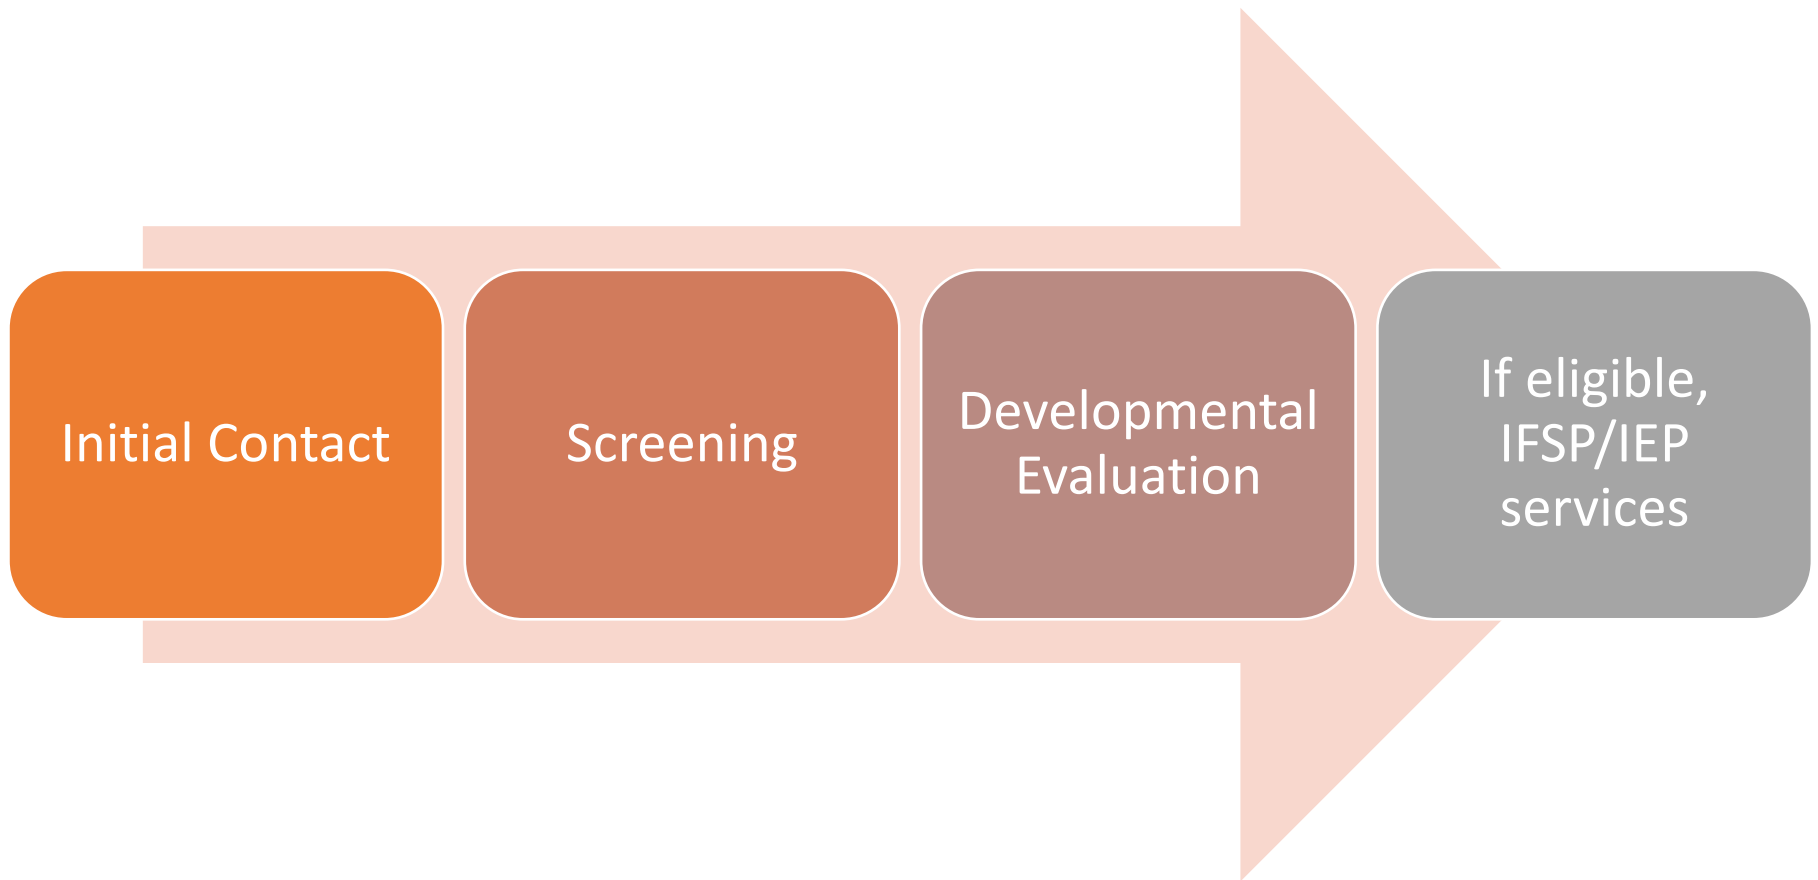 Initial Contact
Screening
Developmental
Evaluation
If eligible,
IFSP/IEP
services